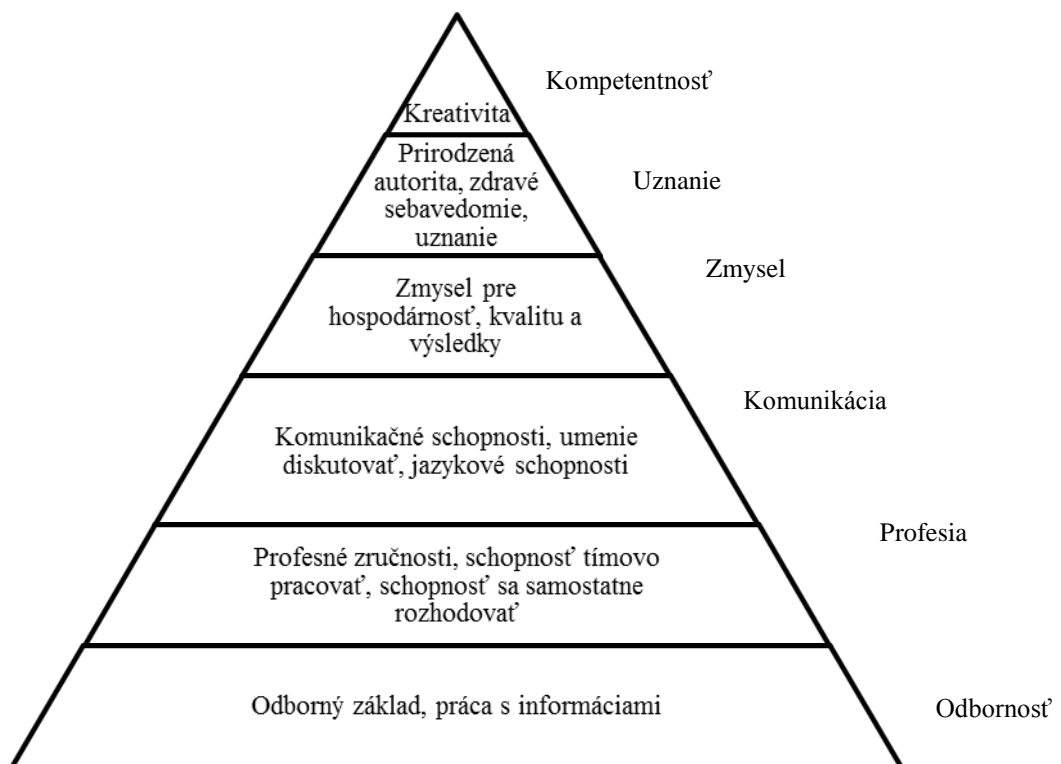 Kompetentnosť
Kreativita
Prirodzená
autorita, zdravé
sebavedomie,
uznanie
Uznanie
Zmysel
Zmysel pre
hospodárnosť, kvalitu a
výsledky
Komunikácia
Komunikačné schopnosti, umenie
diskutovať, jazykové schopnosti
Profesia
Profesné zručnosti, schopnosť tímovo
pracovať, schopnosť sa samostatne
rozhodovať
Odborný základ, práca s informáciami
Odbornosť